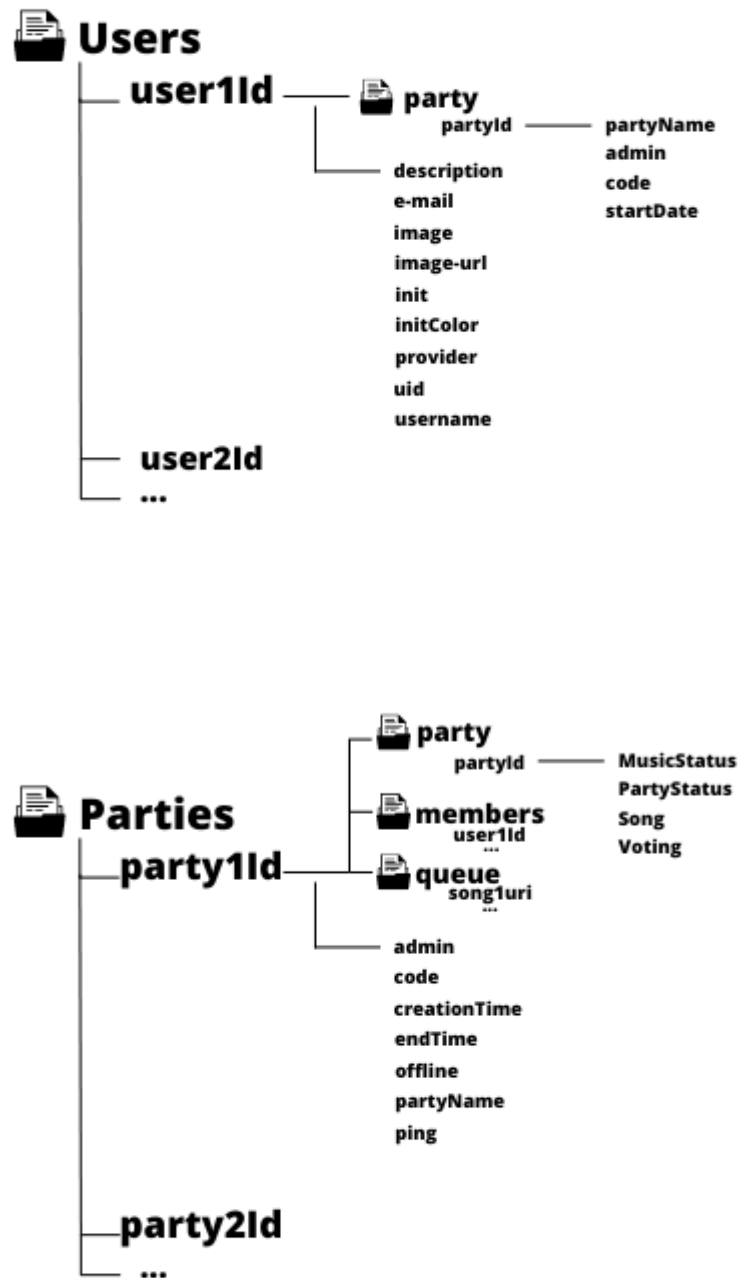 Users
user1Id
party
partyId
partyName
admin
code
startDate
description
e-mail
image
image-url
init
initColor
provider
uid
username
user2Id
...
Parties
party1Id
party
partyId
MusicStatus
PartyStatus
Song
Voting
members
user1Id
...
queue
song1uri
...
admin
code
creationTime
endTime
offline
partyName
ping
party2Id
...